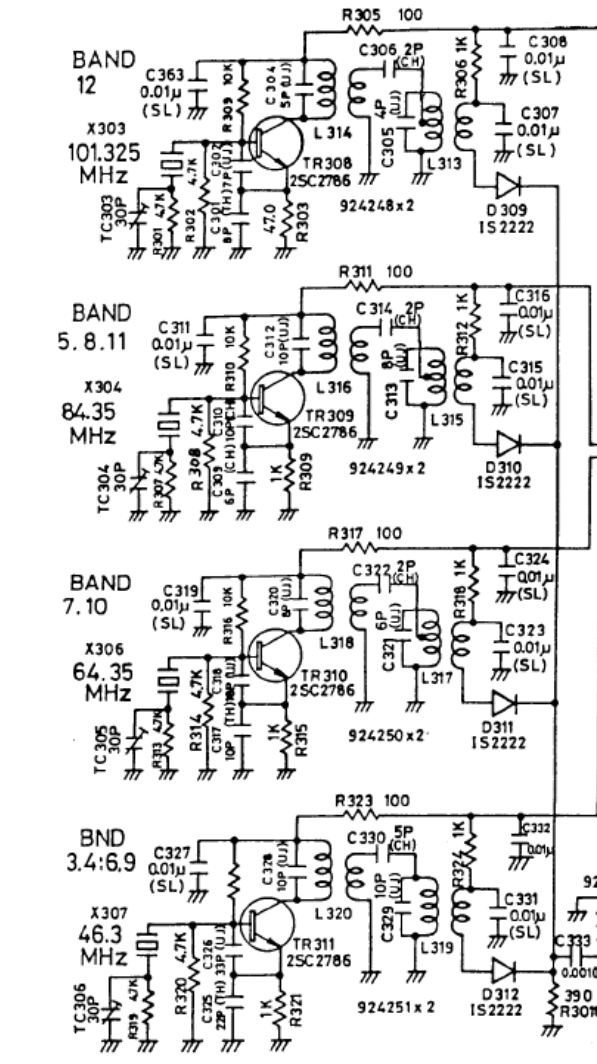 R305 100
BAND
12
C363
0.01μ
(SL)
10K
R309
C304
5P(UJ)
L314
C306 2P
(CH)
4P
(UJ)
C305
L313
R306 1K
C308
0.01μ
(SL)
C307
0.01μ
(SL)
X303
101.325
MHz
TC303
30P
R301 47K
R302
4.7K
C302
7P(UJ)
C301
8P
(TH)
TR308
2SC2786
47.0
R303
924248x2
D309
IS2222
R311 100
BAND
5.8.11
C311
0.01μ
(SL)
10K
R310
C312
10P(UJ)
L316
C314 2P
(CH)
8P
(UJ)
C313
L315
R312 1K
C316
0.01μ
(SL)
C315
0.01μ
(SL)
X304
84.35
MHz
TC304
30P
R307 47K
R308 4.7K
C310
10P(CH)
C309
6P (CH)
TR309
2SC2786
1K
R309
924249x2
D310
IS2222
R317 100
BAND
7.10
C319
0.01μ
(SL)
10K
R316
C320
8P(UJ)
L318
C322 2P
(CH)
6P
(UJ)
C321
L317
R318 1K
C324
0.01μ
(SL)
C323
0.01μ
(SL)
X306
64.35
MHz
TC305
30P
R313 47K
R314 4.7K
C318
(UJ)
C317
10P
(TH)
TR310
2SC2786
1K
R315
924250x2
D311
IS2222
R323 100
BND
3.4:6.9
C327
0.01μ
(SL)
C328
10P(UJ)
L320
C330 5P
(CH)
10P
(UJ)
C329
L319
R324 1K
C332
0.01μ
C331
0.01μ
(SL)
X307
46.3
MHz
TC306
30P
R319 47K
R320 4.7K
C326
33P(UJ)
C325
22P(TH)
TR311
2SC2786
1K
R321
924251x2
D312
IS2222
C333
0.0010
390
R301